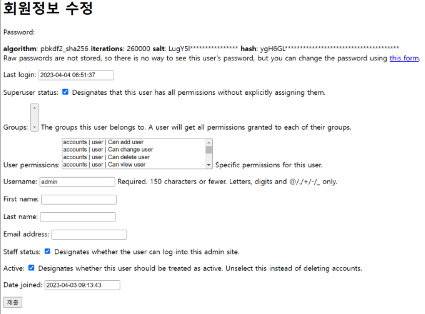 회원정보 수정
Password:
algorithm: pbkdf2_sha256 iterations: 260000 salt: LugY5l**************** hash: ygH6GL**************************************
Raw passwords are not stored, so there is no way to see this user's password, but you can change the password using this form.
Last login: 2023-04-04 06:51:37
Superuser status: Designates that this user has all permissions without explicitly assigning them.
Groups: The groups this user belongs to. A user will get all permissions granted to each of their groups.
accounts | user | Can add user
accounts | user | Can change user
accounts | user | Can delete user
accounts | user | Can view user
User permissions: Specific permissions for this user.
Username: admin Required. 150 characters or fewer. Letters, digits and @/./+/-/_ only.
First name:
Last name:
Email address:
Staff status: Designates whether the user can log into this admin site.
Active: Designates whether this user should be treated as active. Unselect this instead of deleting accounts.
Date joined: 2023-04-03 09:13:43
제출